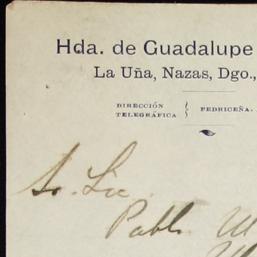 Hda. de Guadalupe
La Uña, Nazas, Dgo.,
DIRECCIÓN TELEGRÁFICA { PEDRICEÑA.
Sr. Lic.
Pablo M
M